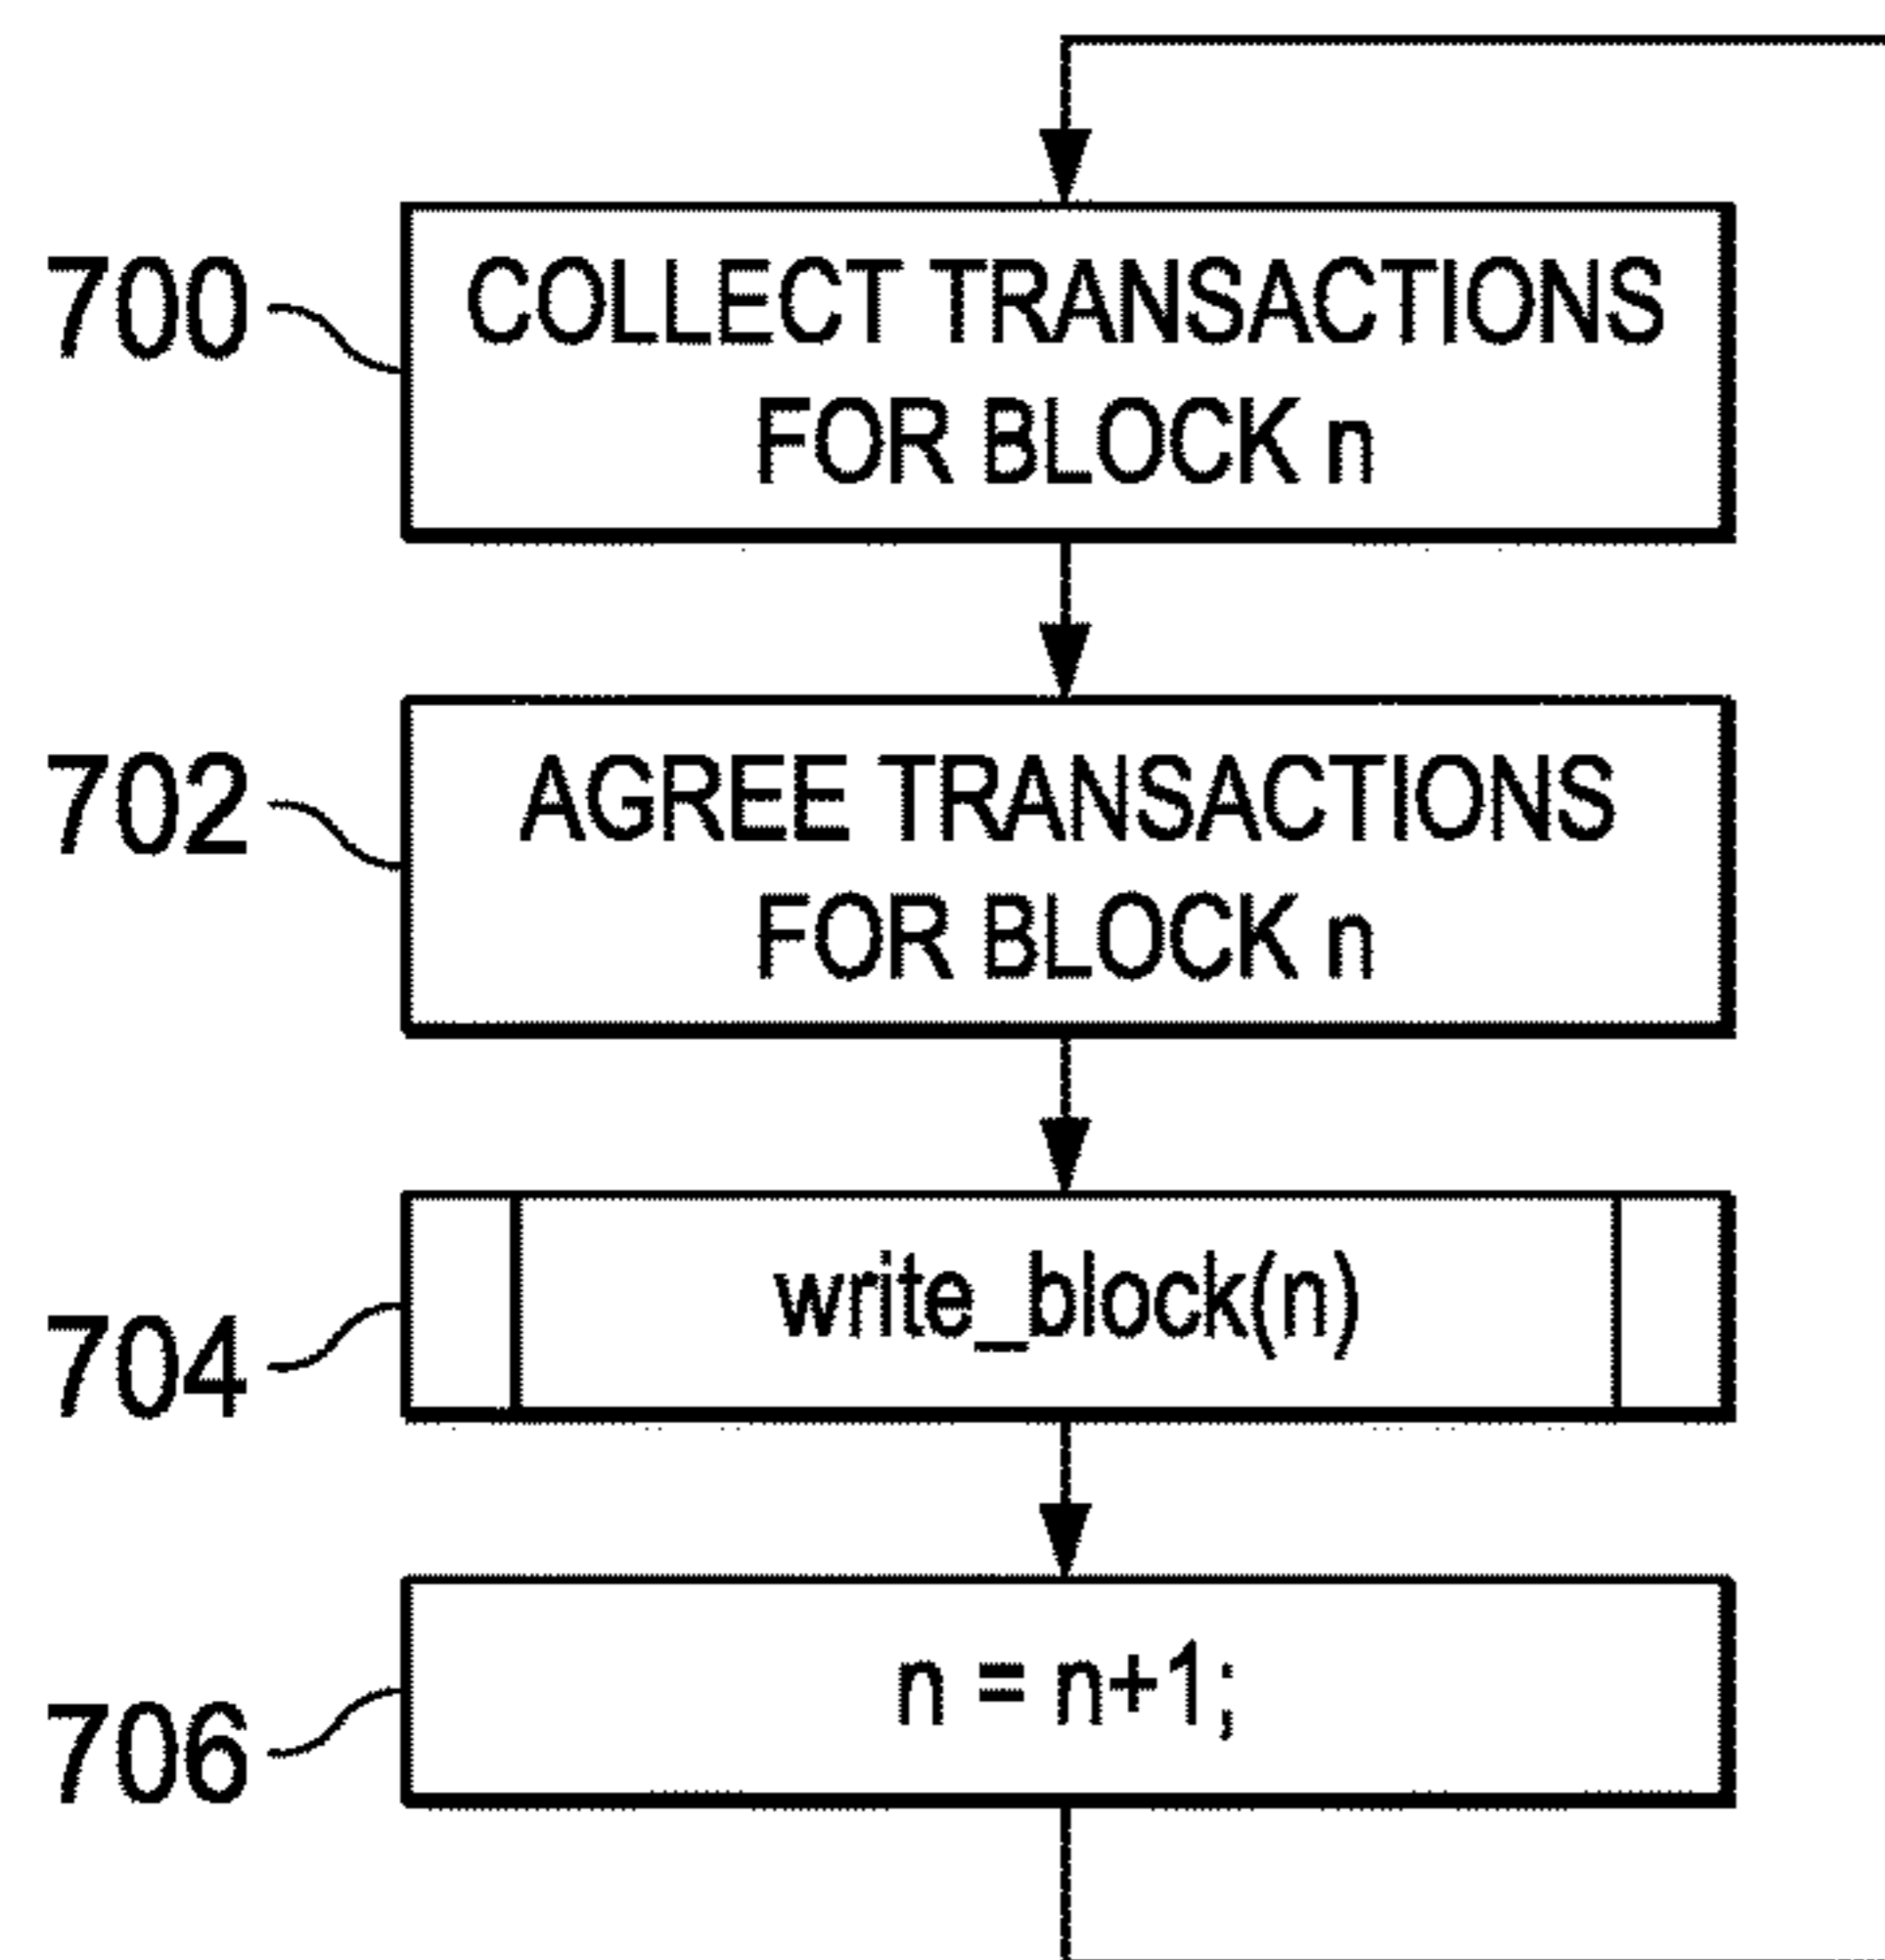 700
COLLECT TRANSACTIONS
FOR BLOCK n
702
AGREE TRANSACTIONS
FOR BLOCK n
704
write_block(n)
706
n = n+1;